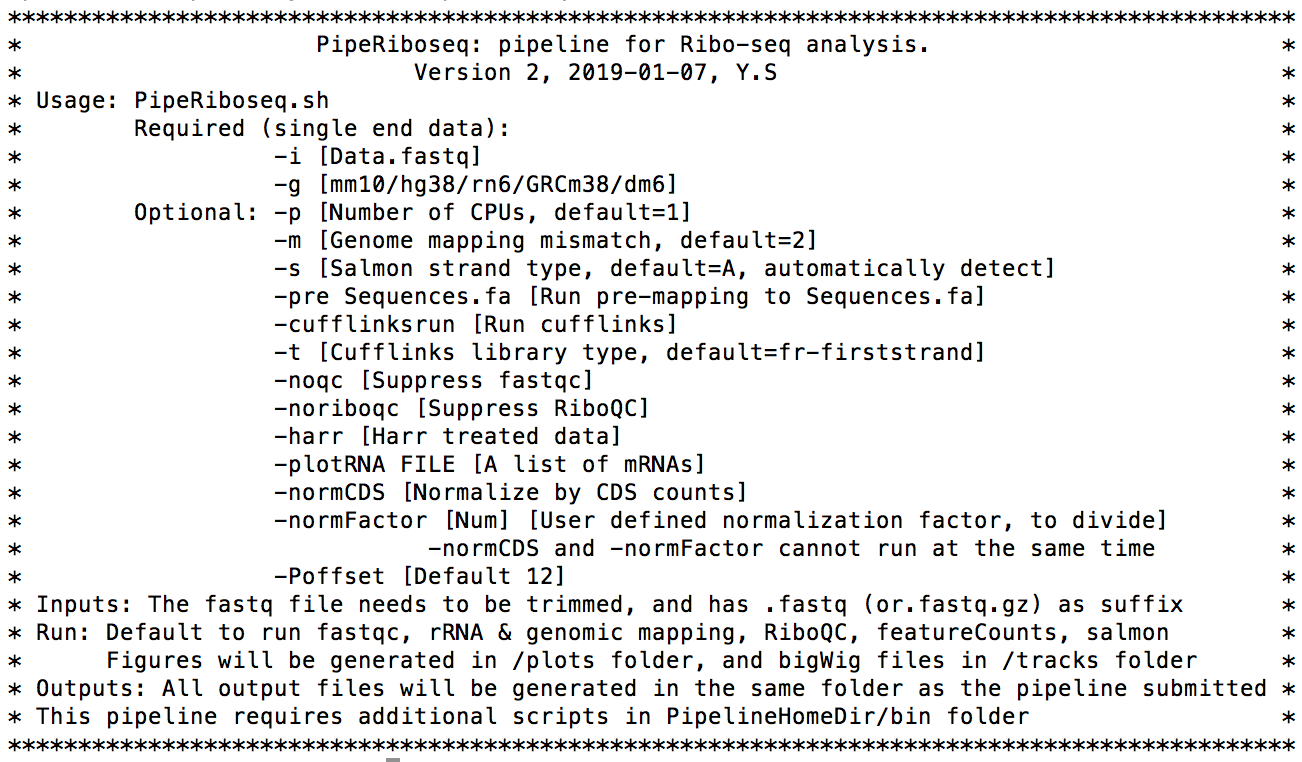 ********************************************************************************************
*                     PipeRiboseq: pipeline for Ribo-seq analysis.                         *
*                            Version 2, 2019-01-07, Y.S                                    *
* Usage: PipeRiboseq.sh                                                                    *
*        Required (single end data):                                                       *
*                  -i [Data.fastq]                                                         *
*                  -g [mm10/hg38/rn6/GRCm38/dm6]                                           *
*        Optional: -p [Number of CPUs, default=1]                                          *
*                  -m [Genome mapping mismatch, default=2]                                 *
*                  -s [Salmon strand type, default=A, automatically detect]                *
*                  -pre Sequences.fa [Run pre-mapping to Sequences.fa]                     *
*                  -cufflinksrun [Run cufflinks]                                           *
*                  -t [Cufflinks library type, default=fr-firststrand]                     *
*                  -noqc [Suppress fastqc]                                                 *
*                  -noriboqc [Suppress RiboQC]                                             *
*                  -harr [Harr treated data]                                               *
*                  -plotRNA FILE [A list of mRNAs]                                         *
*                  -normCDS [Normalize by CDS counts]                                      *
*                  -normFactor [Num] [User defined normalization factor, to divide]        *
*                             -normCDS and -normFactor cannot run at the same time         *
*                  -Poffset [Default 12]                                                   *
* Inputs: The fastq file needs to be trimmed, and has .fastq (or.fastq.gz) as suffix       *
* Run: Default to run fastqc, rRNA & genomic mapping, RiboQC, featureCounts, salmon        *
*      Figures will be generated in /plots folder, and bigWig files in /tracks folder      *
* Outputs: All output files will be generated in the same folder as the pipeline submitted *
* This pipeline requires additional scripts in PipelineHomeDir/bin folder                  *
********************************************************************************************